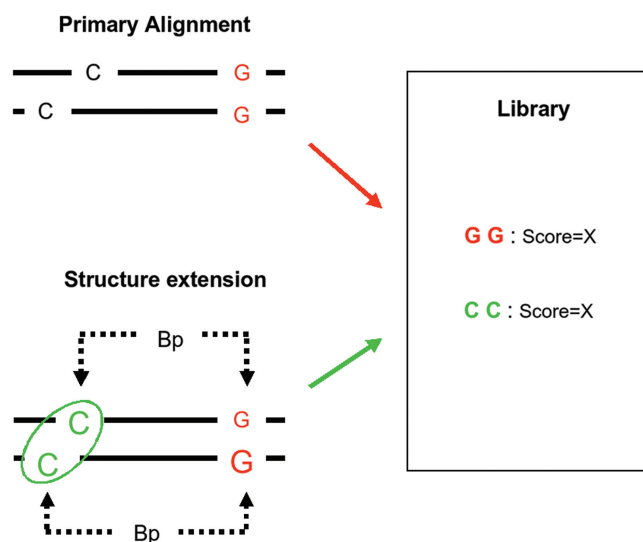 Primary Alignment
C G
C G
Structure extension
Bp
C G
C G
Bp
Library
G G : Score=X
C C : Score=X